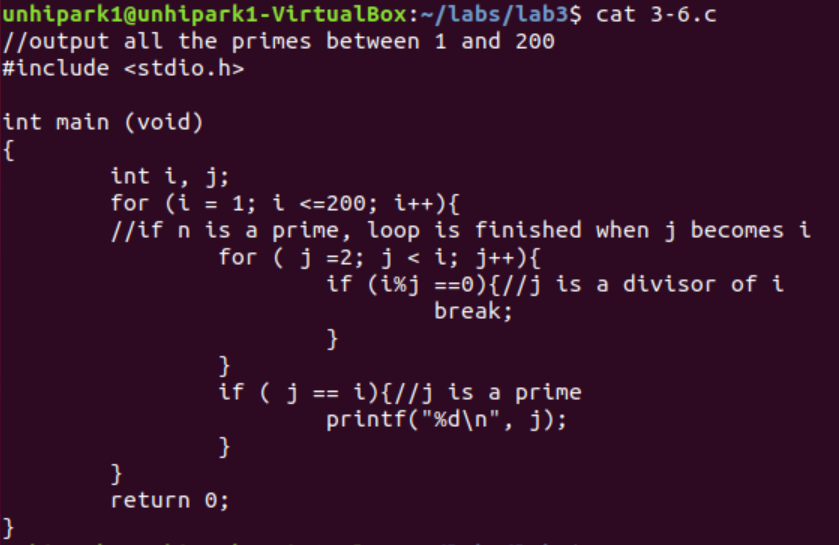 unhipark1@unhipark1-VirtualBox:~/labs/lab3$ cat 3-6.c
//output all the primes between 1 and 200
#include <stdio.h>

int main (void)
{
        int i, j;
        for (i = 1; i <=200; i++){
        //if n is a prime, loop is finished when j becomes i
                for ( j =2; j < i; j++){
                        if (i%j ==0){//j is a divisor of i
                                break;
                        }
                }
                if ( j == i){//j is a prime
                        printf("%d\n", j);
                }
        }
        return 0;
}